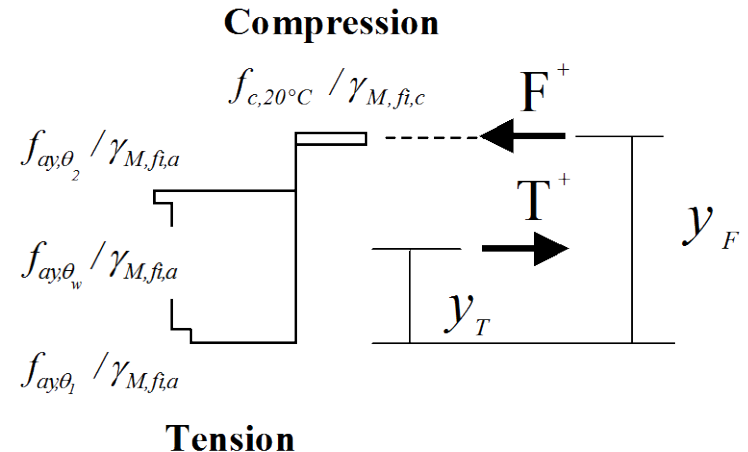 Compression
f_{c,20°C} / γ_{M,fi,c}
F^+
f_{ay,θ_2} / γ_{M,fi,a}
T^+
y_F
f_{ay,θ_w} / γ_{M,fi,a}
y_T
f_{ay,θ_1} / γ_{M,fi,a}
Tension